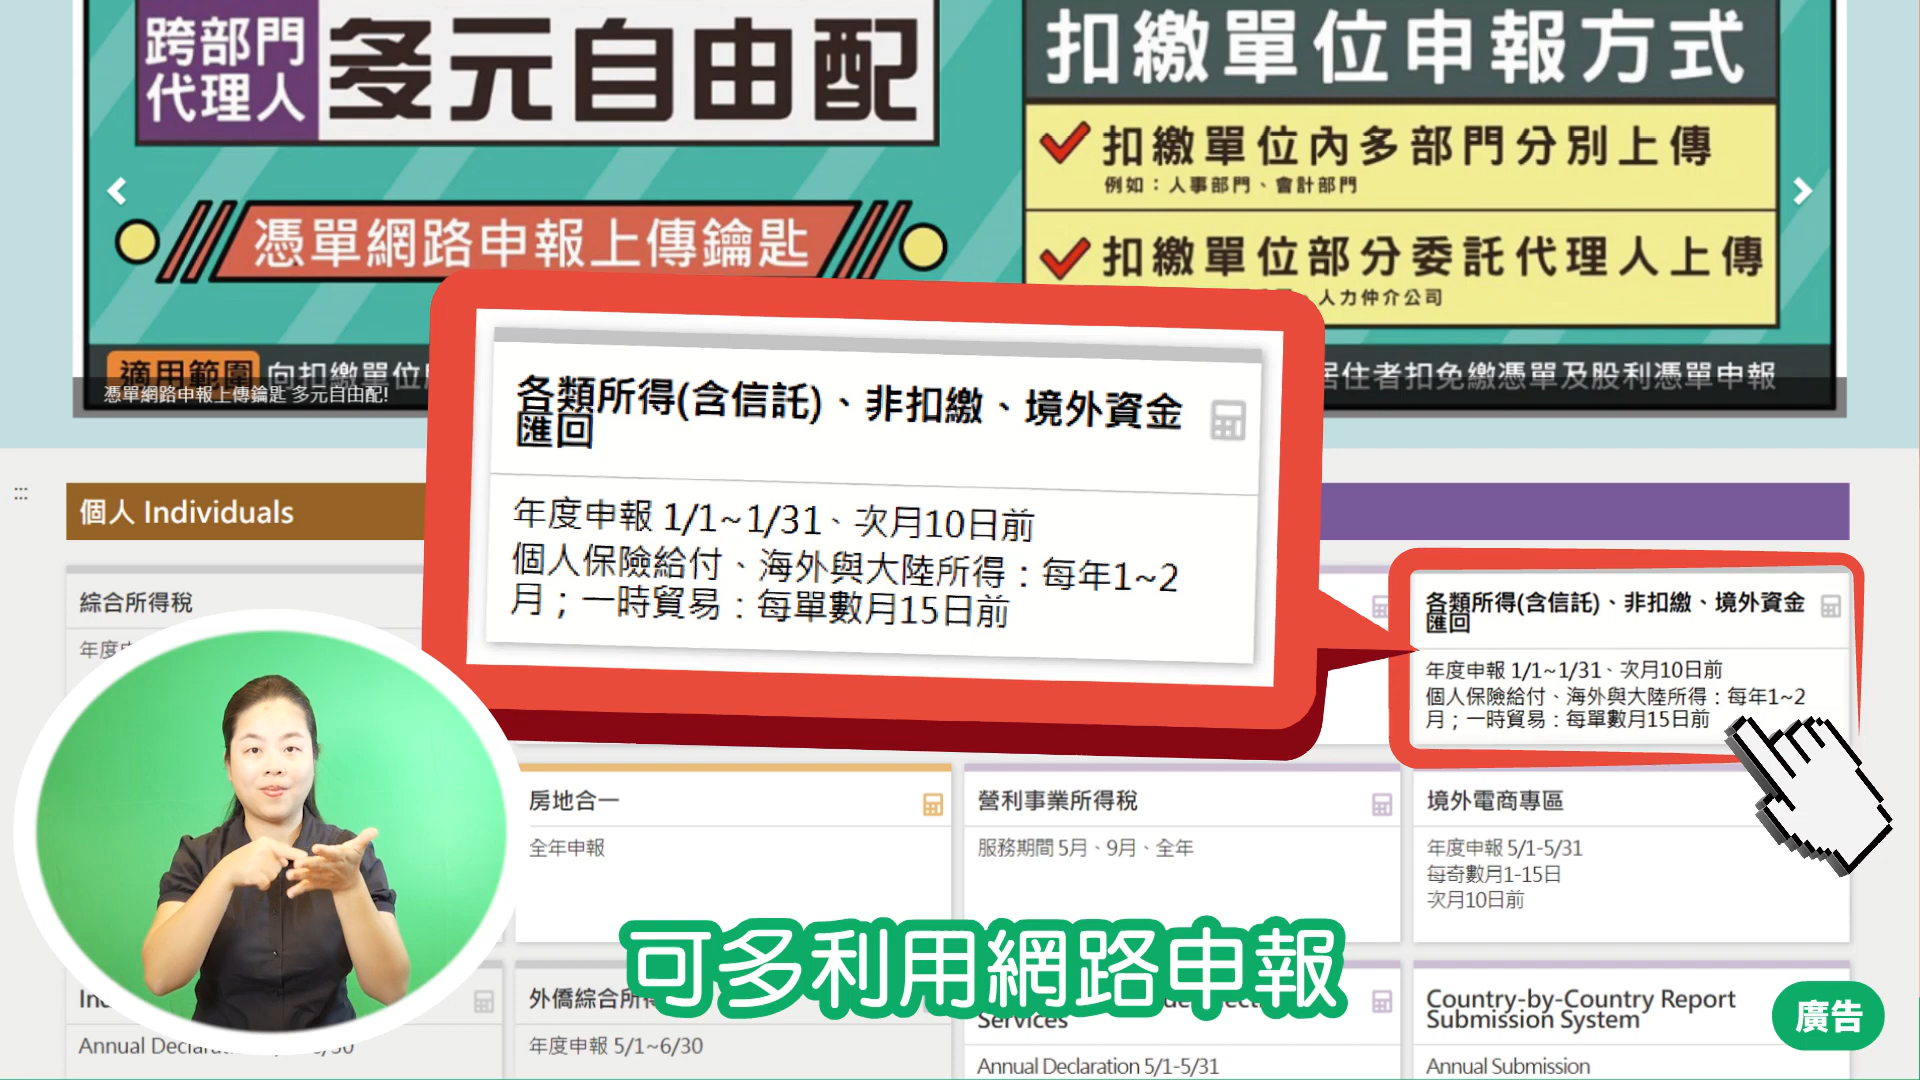 跨部門
代理人
多元自由配
憑單網路申報上傳鑰匙
適用範圍 向扣繳單位
憑單網路申報上傳鑰匙 多元自由配!
扣繳單位申報方式
扣繳單位內多部門分別上傳
例如：人事部門、會計部門
扣繳單位部分委託代理人上傳
人力仲介公司
居住者扣免繳憑單及股利憑單申報
各類所得(含信託)、非扣繳、境外資金
匯回
年度申報 1/1~1/31、次月10日前
個人保險給付、海外與大陸所得：每年1~2
月；一時貿易：每單數月15日前
個人 Individuals
綜合所得稅
年度
各類所得(含信託)、非扣繳、境外資金
匯回
年度申報 1/1~1/31、次月10日前
個人保險給付、海外與大陸所得：每年1~2
月；一時貿易：每單數月15日前
房地合一
全年申報
營利事業所得稅
服務期間 5月、9月、全年
境外電商專區
年度申報 5/1-5/31
每奇數月1-15日
次月10日前
可多利用網路申報
外僑綜合所
年度申報 5/1~6/30
Services
Annual Declaration 5/1-5/31
Country-by-Country Report
Submission System
Annual Submission
廣告